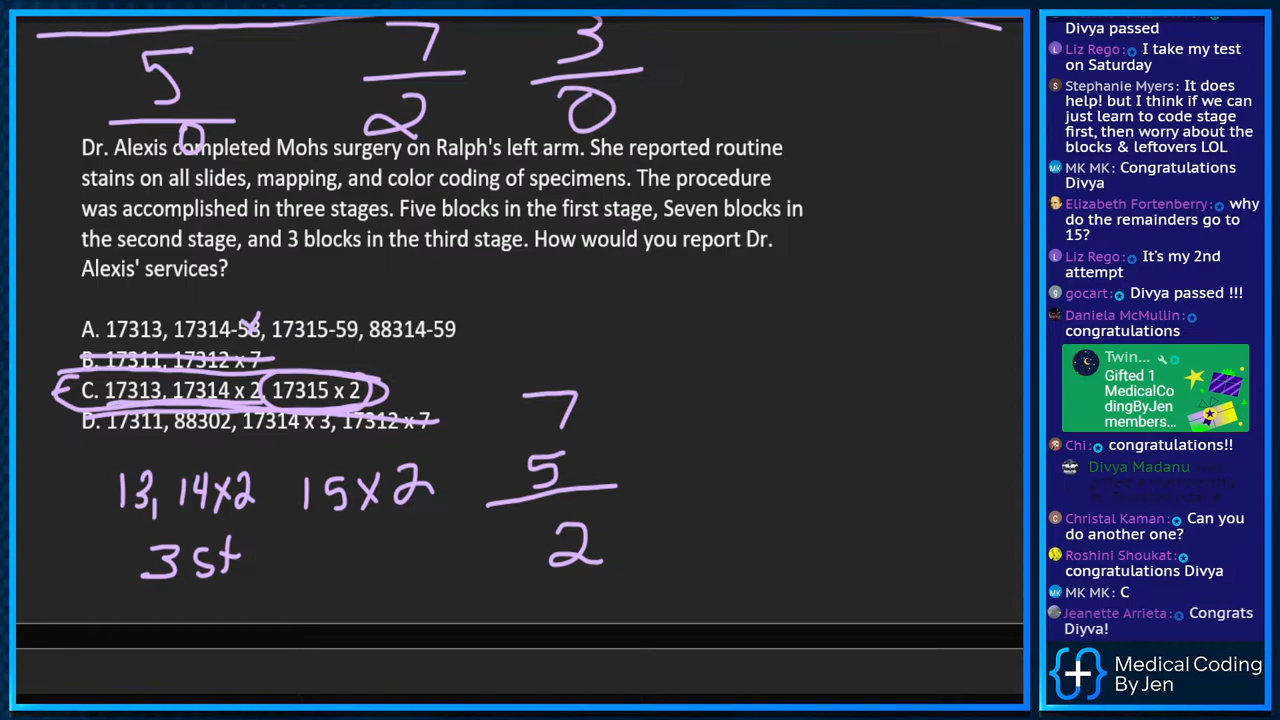 5 7 3
0 2 0
Dr. Alexis completed Mohs surgery on Ralph's left arm. She reported routine
stains on all slides, mapping, and color coding of specimens. The procedure
was accomplished in three stages. Five blocks in the first stage, Seven blocks in
the second stage, and 3 blocks in the third stage. How would you report Dr.
Alexis' services?
A. 17313, 17314-58, 17315-59, 88314-59
B. 17311, 17312 x 7
C. 17313, 17314 x 2, 17315 x 2
D. 17311, 88302, 17314 x 3, 17312 x 7
7
5
2
13, 14x2 15x2
3 st
Divya passed
Liz Rego: I take my test
on Saturday
Stephanie Myers: It does
help! but I think if we can
just learn to code stage
first, then worry about the
blocks & leftovers LOL
MK MK: Congratulations
Divya
Elizabeth Fortenberry: why
do the remainders go to
15?
Liz Rego: It's my 2nd
attempt
gocart: Divya passed !!!
Daniela McMullin:
congratulations
Twin...
Gifted 1
MedicalCo
dingByJen
members...
Chi: congratulations!!
Divya Madanu
Christal Kaman: Can you
do another one?
Roshini Shoukat:
congratulations Divya
MK MK: C
Jeanette Arrieta: Congrats
Diyva!
Medical Coding
By Jen